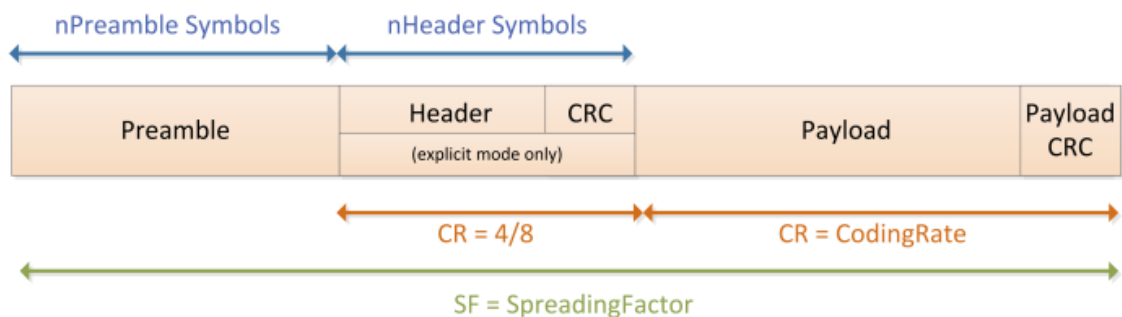 nPreamble Symbols
nHeader Symbols
Preamble
Header
CRC
(explicit mode only)
Payload
Payload
CRC
CR = 4/8
CR = CodingRate
SF = SpreadingFactor